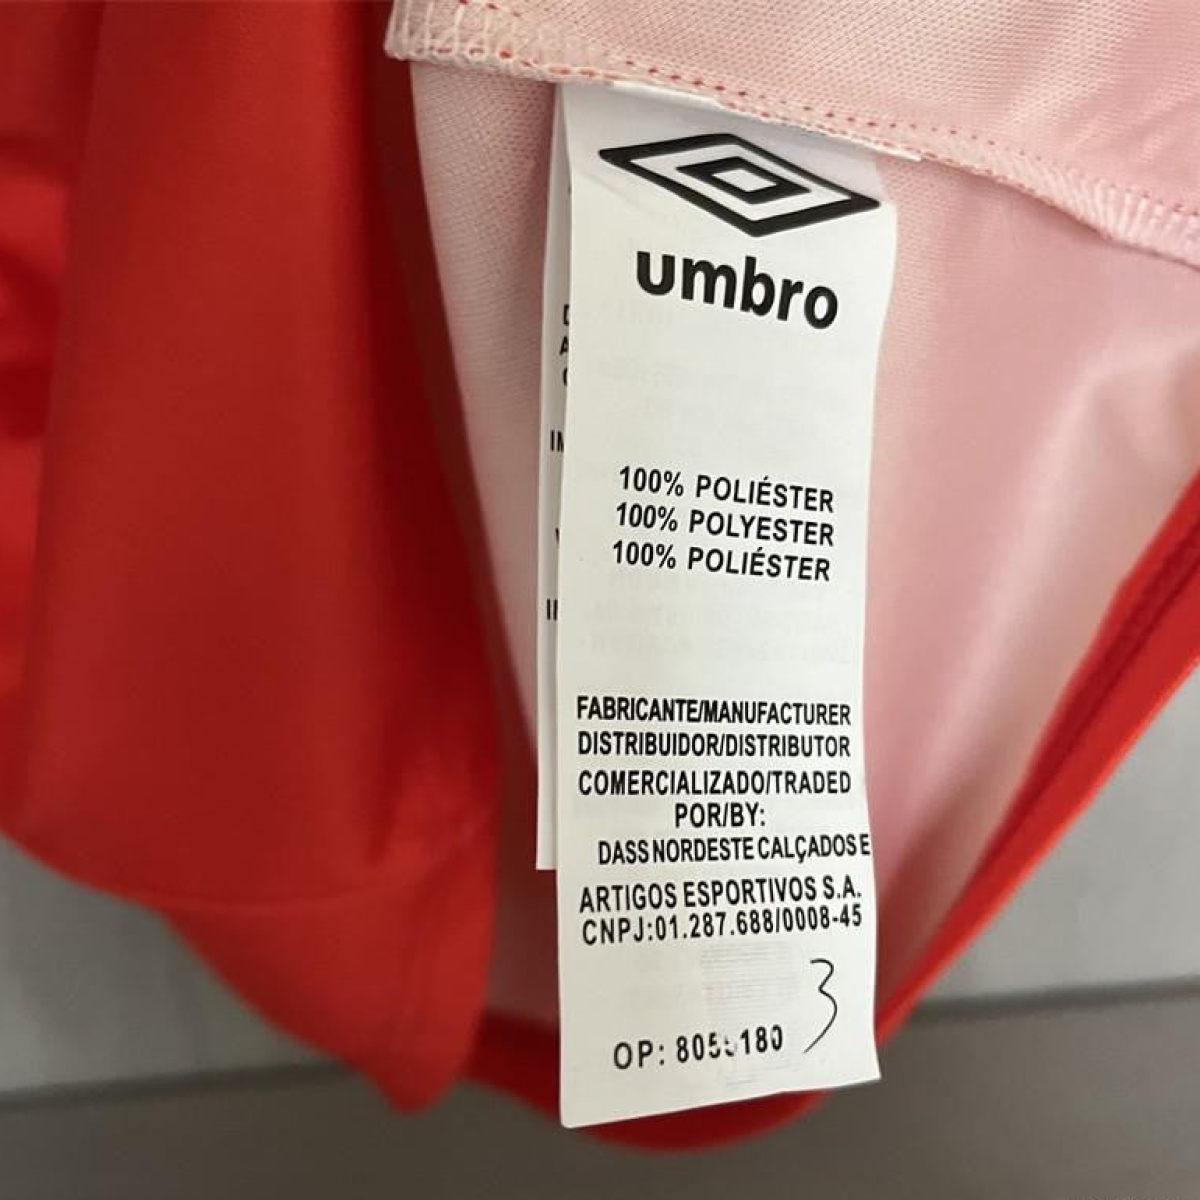 umbro
100% POLIÉSTER
100% POLYESTER
100% POLIÉSTER
FABRICANTE/MANUFACTURER
DISTRIBUIDOR/DISTRIBUTOR
COMERCIALIZADO/TRADED
POR/BY:
DASS NORDESTE CALÇADOS E
ARTIGOS ESPORTIVOS S.A.
CNPJ:01.287.688/0008-45
3
OP: